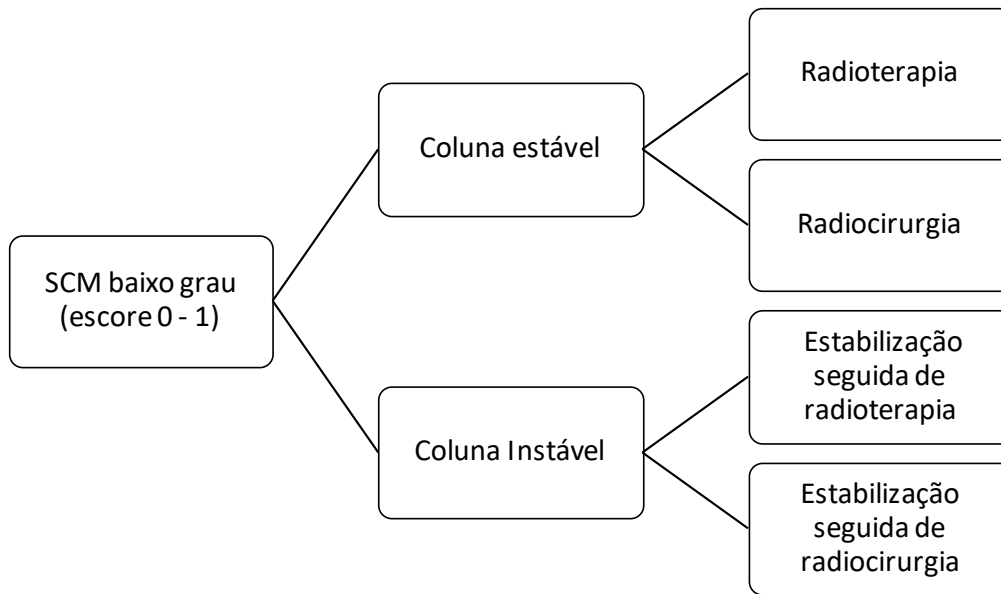 SCM baixo grau
(escore 0 - 1)
Coluna estável
Radioterapia
Radiocirurgia
Coluna Instável
Estabilização
seguida de
radioterapia
Estabilização
seguida de
radiocirurgia